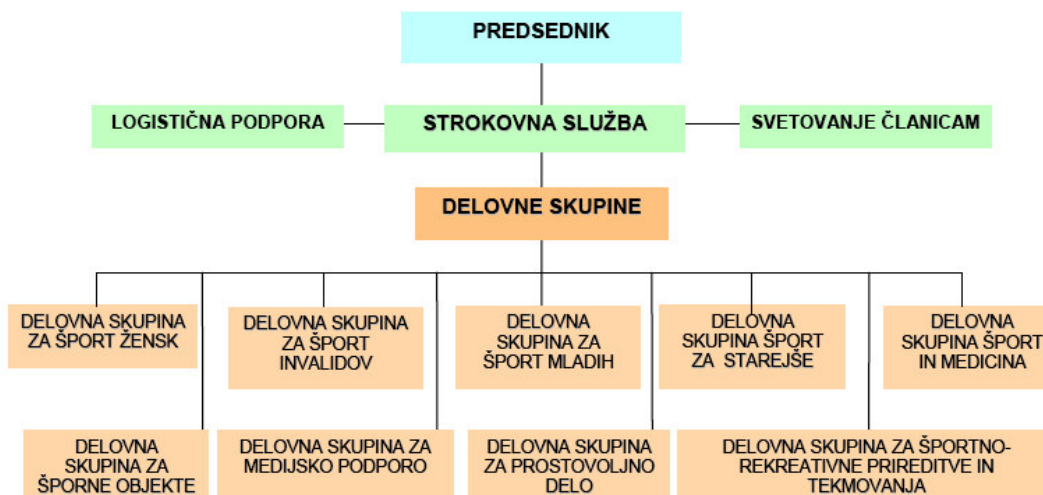 PREDSEDNIK
LOGISTIČNA PODPORA
STROKOVNA SLUŽBA
SVETOVANJE ČLANICAM
DELOVNE SKUPINE
DELOVNA SKUPINA
ZA ŠPORT ŽENSK
DELOVNA SKUPINA
ZA ŠPORT
INVALIDOV
DELOVNA
SKUPINA ZA
ŠPORT MLADIH
DELOVNA
SKUPINA ŠPORT
ZA STAREJŠE
DELOVNA
SKUPINA ŠPORT
IN MEDICINA
DELOVNA
SKUPINA ZA
ŠPORNE OBJEKTE
DELOVNA SKUPINA ZA
MEDIJSKO PODPORO
DELOVNA SKUPINA
ZA PROSTOVOLJNO
DELO
DELOVNA SKUPINA ZA ŠPORTNO-
REKREATIVNE PRIREDITVE IN
TEKMOVANJA